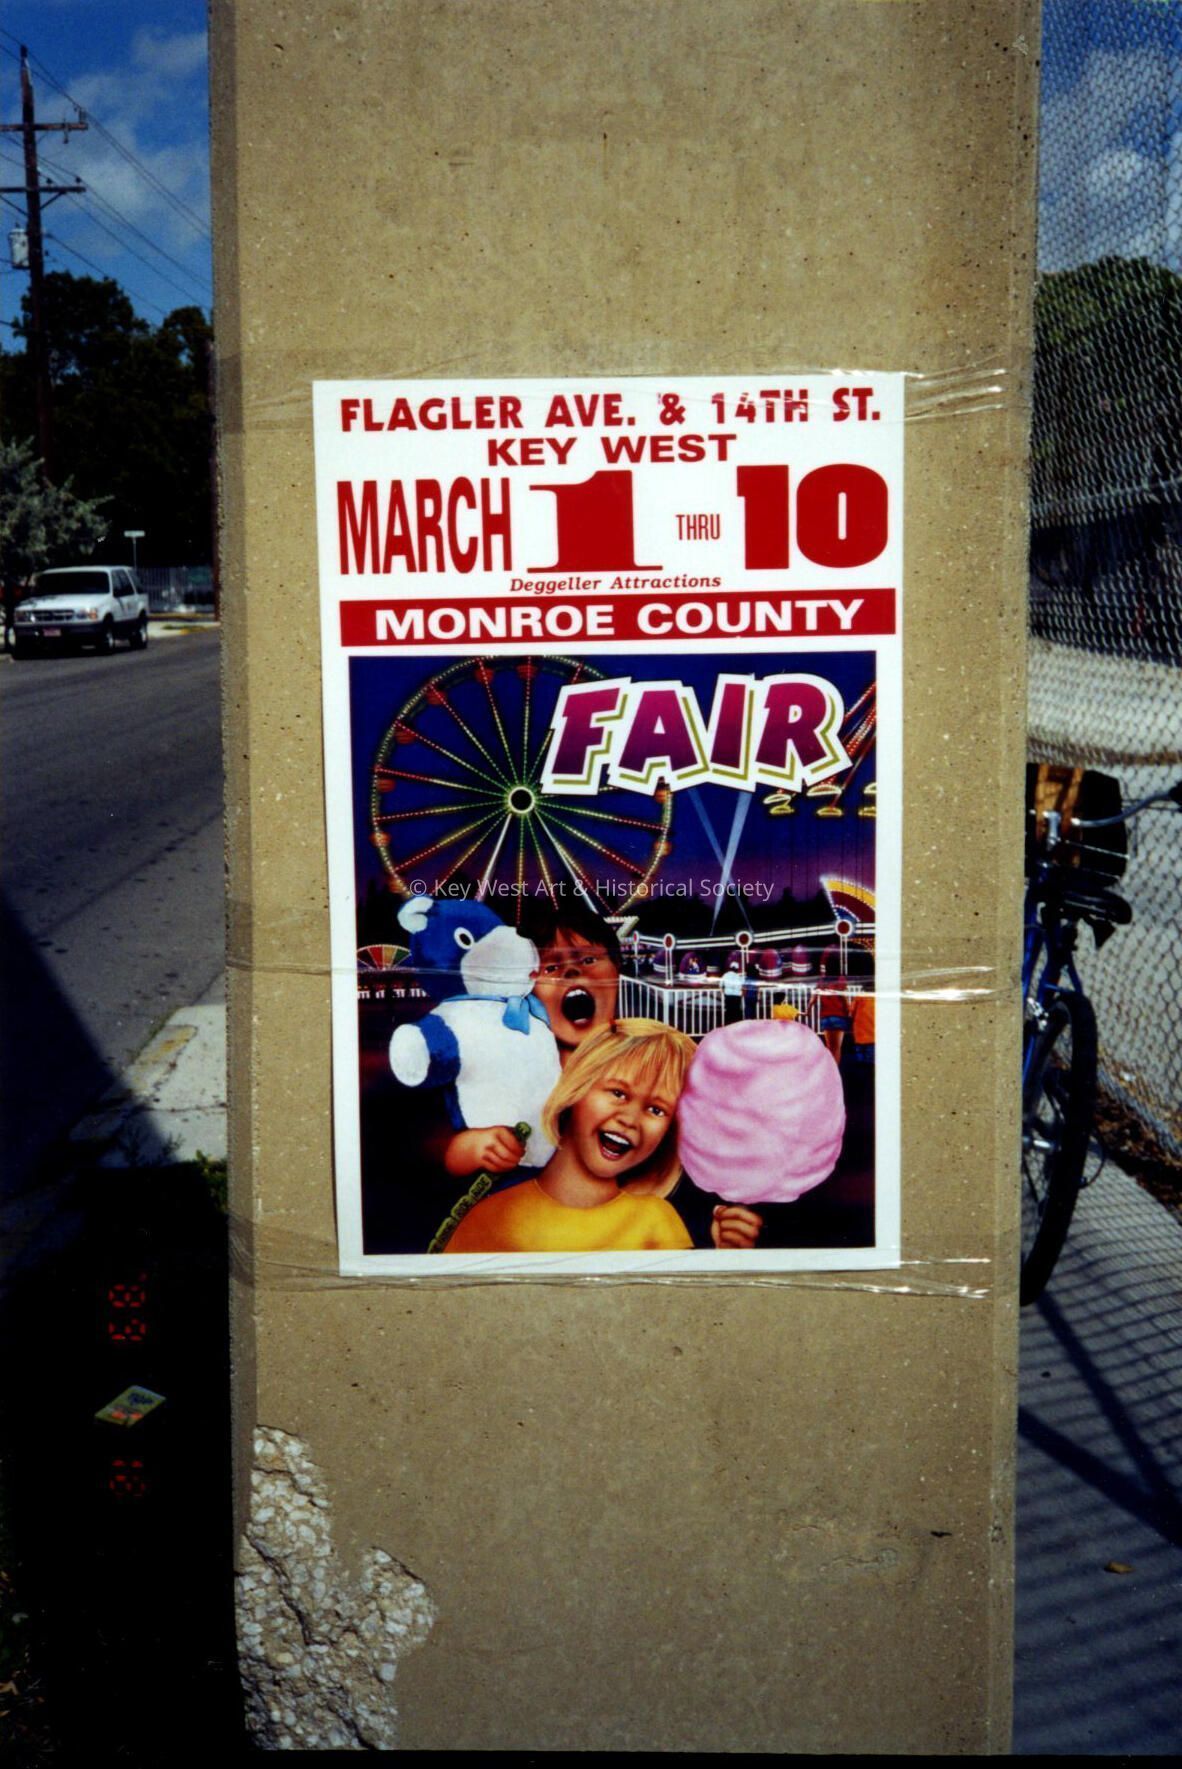 FLAGLER AVE. & 14TH ST.
KEY WEST
MARCH 1 THRU 10
Deggeller Attractions
MONROE COUNTY
FAIR
© Key West Art & Historical Society